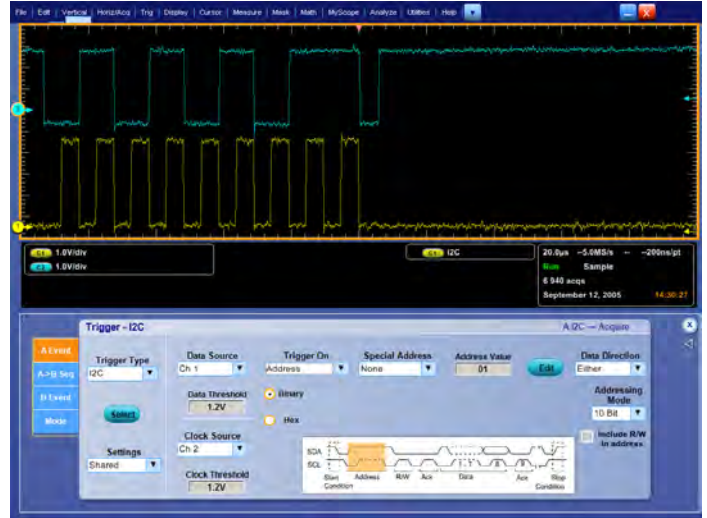 File Edit Vertical Horiz/Acq Trig Display Cursor Measure Mask Math MyScope Analyze Utilities Help
1.0V/div
1.0V/div
I2C
20.0µs 5.0MS/s 200ns/pt
Run Sample
6 940 acqs
September 12, 2005 14:30:27
Trigger - I2C
A I2C — Acquire
A Event
A->B Seq
B Event
Mode
Trigger Type
I2C
Select
Settings
Shared
Data Source
Ch 1
Data Threshold
1.2V
Clock Source
Ch 2
Clock Threshold
1.2V
Trigger On
Address
Binary
Hex
Special Address
None
Address Value
01
Edit
Data Direction
Either
Addressing
Mode
10 Bit
Include R/W
in address
SDA
SCL
Start Address R/W Ack Data Ack Stop
Condition Condition